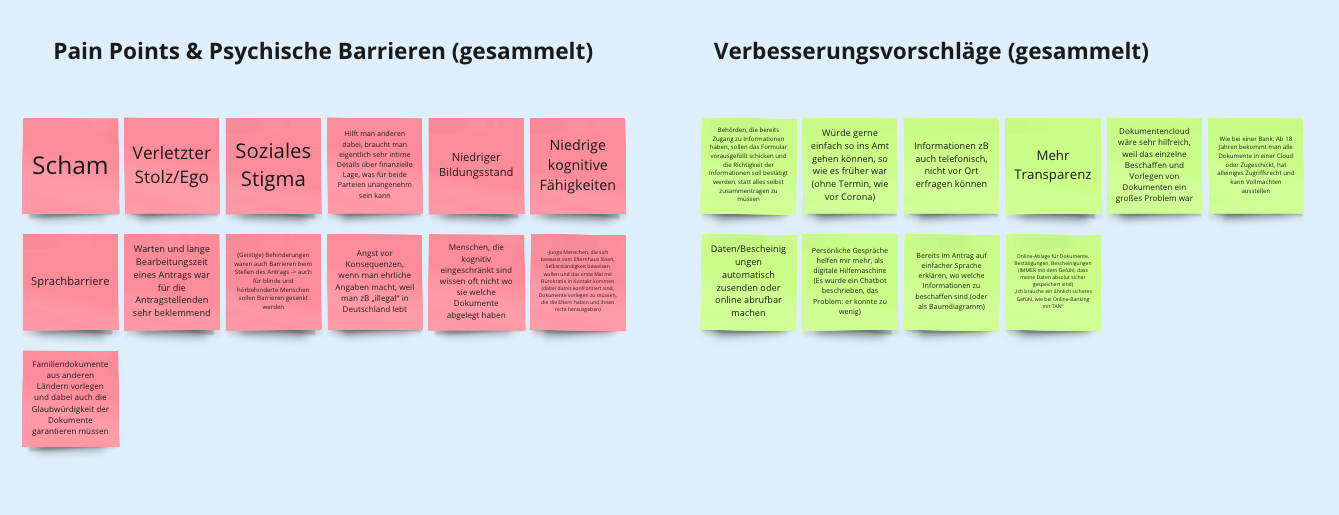 Pain Points & Psychische Barrieren (gesammelt)
Scham
Verletzter
Stolz/Ego
Soziales
Stigma
Hilft man anderen
dabei, braucht man
eigentlich sehr intime
Details über finanzielle
Lage, was für beide
Parteien unangenehm
sein kann
Niedriger
Bildungsstand
Niedrige
kognitive
Fähigkeiten
Sprachbarriere
Warten und lange
Bearbeitungszeit
eines Antrags war
für die
Antragstellenden
sehr beklemmend
(Geistige) Behinderungen
waren auch Barrieren beim
Stellen des Antrags -> auch
für blinde und
hörbehinderte Menschen
sollen Barrieren gesenkt
werden
Angst vor
Konsequenzen,
wenn man ehrliche
Angaben macht, weil
man zB „illegal" in
Deutschland lebt
Menschen, die
kognitiv
eingeschränkt sind
wissen oft nicht wo
sie welche
Dokumente
abgelegt haben
-Junge Menschen, die sich
bewusst vom Elternhaus lösen,
Selbstständigkeit beweisen
wollen und das erste Mal mit
Bürokratie in Kontakt kommen
(dabei damit konfrontiert sind,
Dokumente vorlegen zu müssen,
die die Eltern haben und ihnen
nicht herausgeben)
Familiendokumente
aus anderen
Ländern vorlegen
und dabei auch die
Glaubwürdigkeit der
Dokumente
garantieren müssen
Verbesserungsvorschläge (gesammelt)
Behörden, die bereits
Zugang zu Informationen
haben, sollen das Formular
vorausgefüllt schicken und
die Richtigkeit der
Informationen soll bestätigt
werden, statt alles selbst
zusammentragen zu
müssen
Würde gerne
einfach so ins Amt
gehen können, so
wie es früher war
(ohne Termin, wie
vor Corona)
Informationen zB
auch telefonisch,
nicht vor Ort
erfragen können
Mehr
Transparenz
Dokumentencloud
wäre sehr hilfreich,
weil das einzelne
Beschaffen und
Vorlegen von
Dokumenten ein
großes Problem war
Wie bei einer Bank: Ab 18
Jahren bekommt man alle
Dokumente in einer Cloud
oder Zugeschickt, hat
alleiniges Zugriffsrecht und
kann Vollmachten
ausstellen
Daten/Bescheinig
ungen
automatisch
zusenden oder
online abrufbar
machen
Persönliche Gespräche
helfen mir mehr, als
digitale Hilfemaschine
(Es wurde ein Chatbot
beschrieben, das
Problem: er konnte zu
wenig)
Bereits im Antrag auf
einfacher Sprache
erklären, wo welche
Informationen zu
beschaffen sind (oder
als Baumdiagramm)
Online-Ablage für Dokumente,
Bestätigungen, Bescheinigungen
(IMMER mit dem Gefühl, dass
meine Daten absolut sicher
gespeichert sind)
„Ich brauche ein ähnlich sicheres
Gefühl, wie bei Online-Banking
mit TAN"